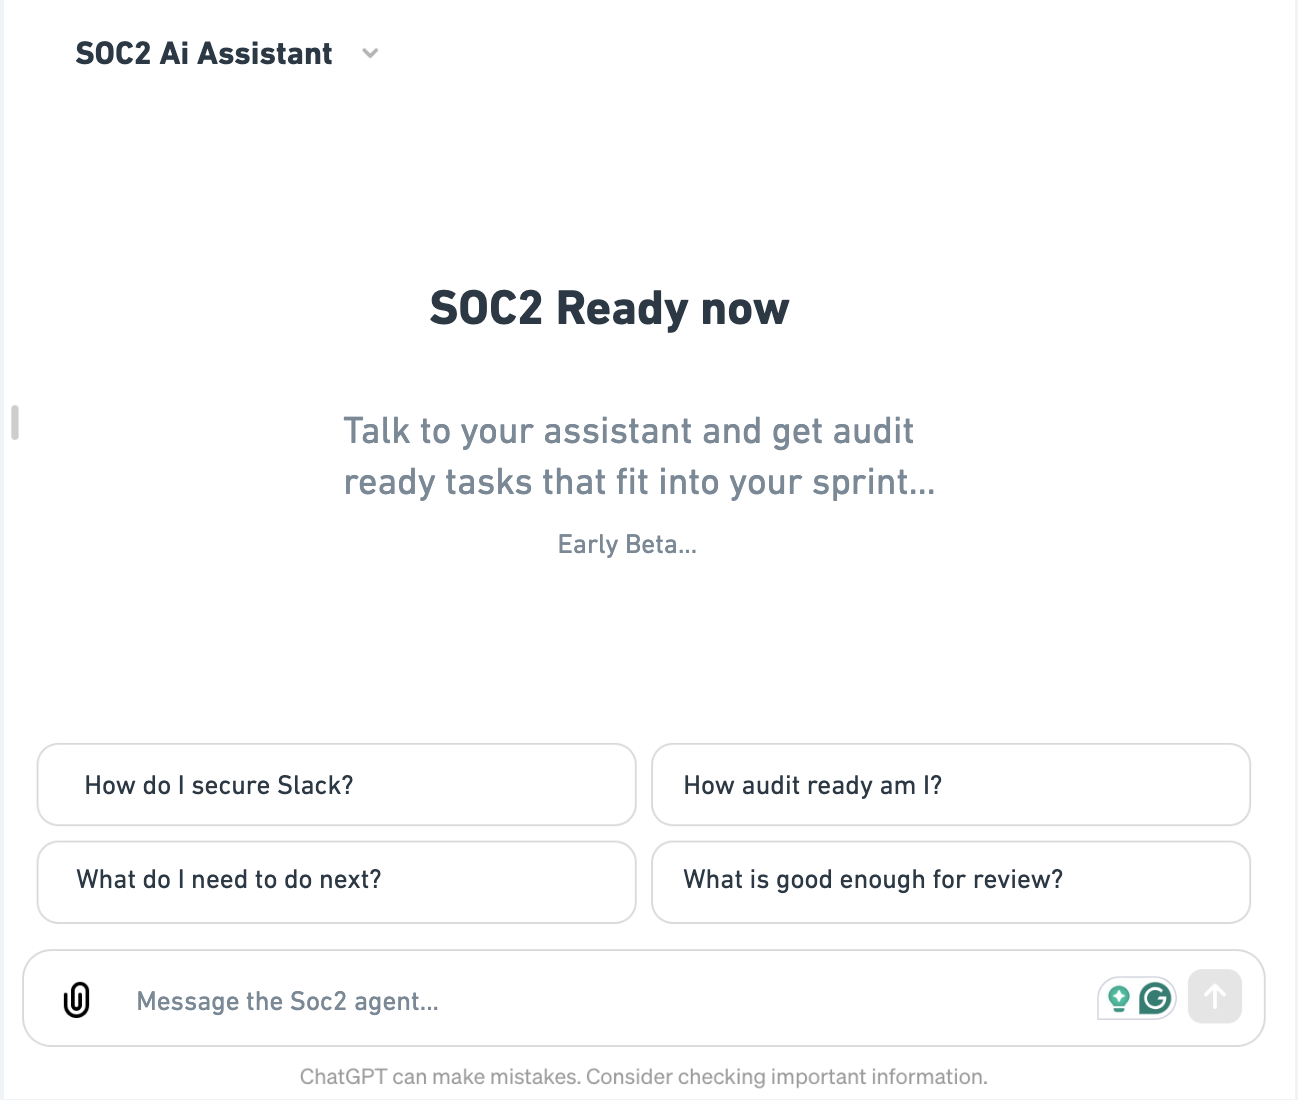 SOC2 Ai Assistant
SOC2 Ready now
Talk to your assistant and get audit
ready tasks that fit into your sprint...
Early Beta...
How do I secure Slack?
How audit ready am I?
What do I need to do next?
What is good enough for review?
Message the Soc2 agent...
ChatGPT can make mistakes. Consider checking important information.